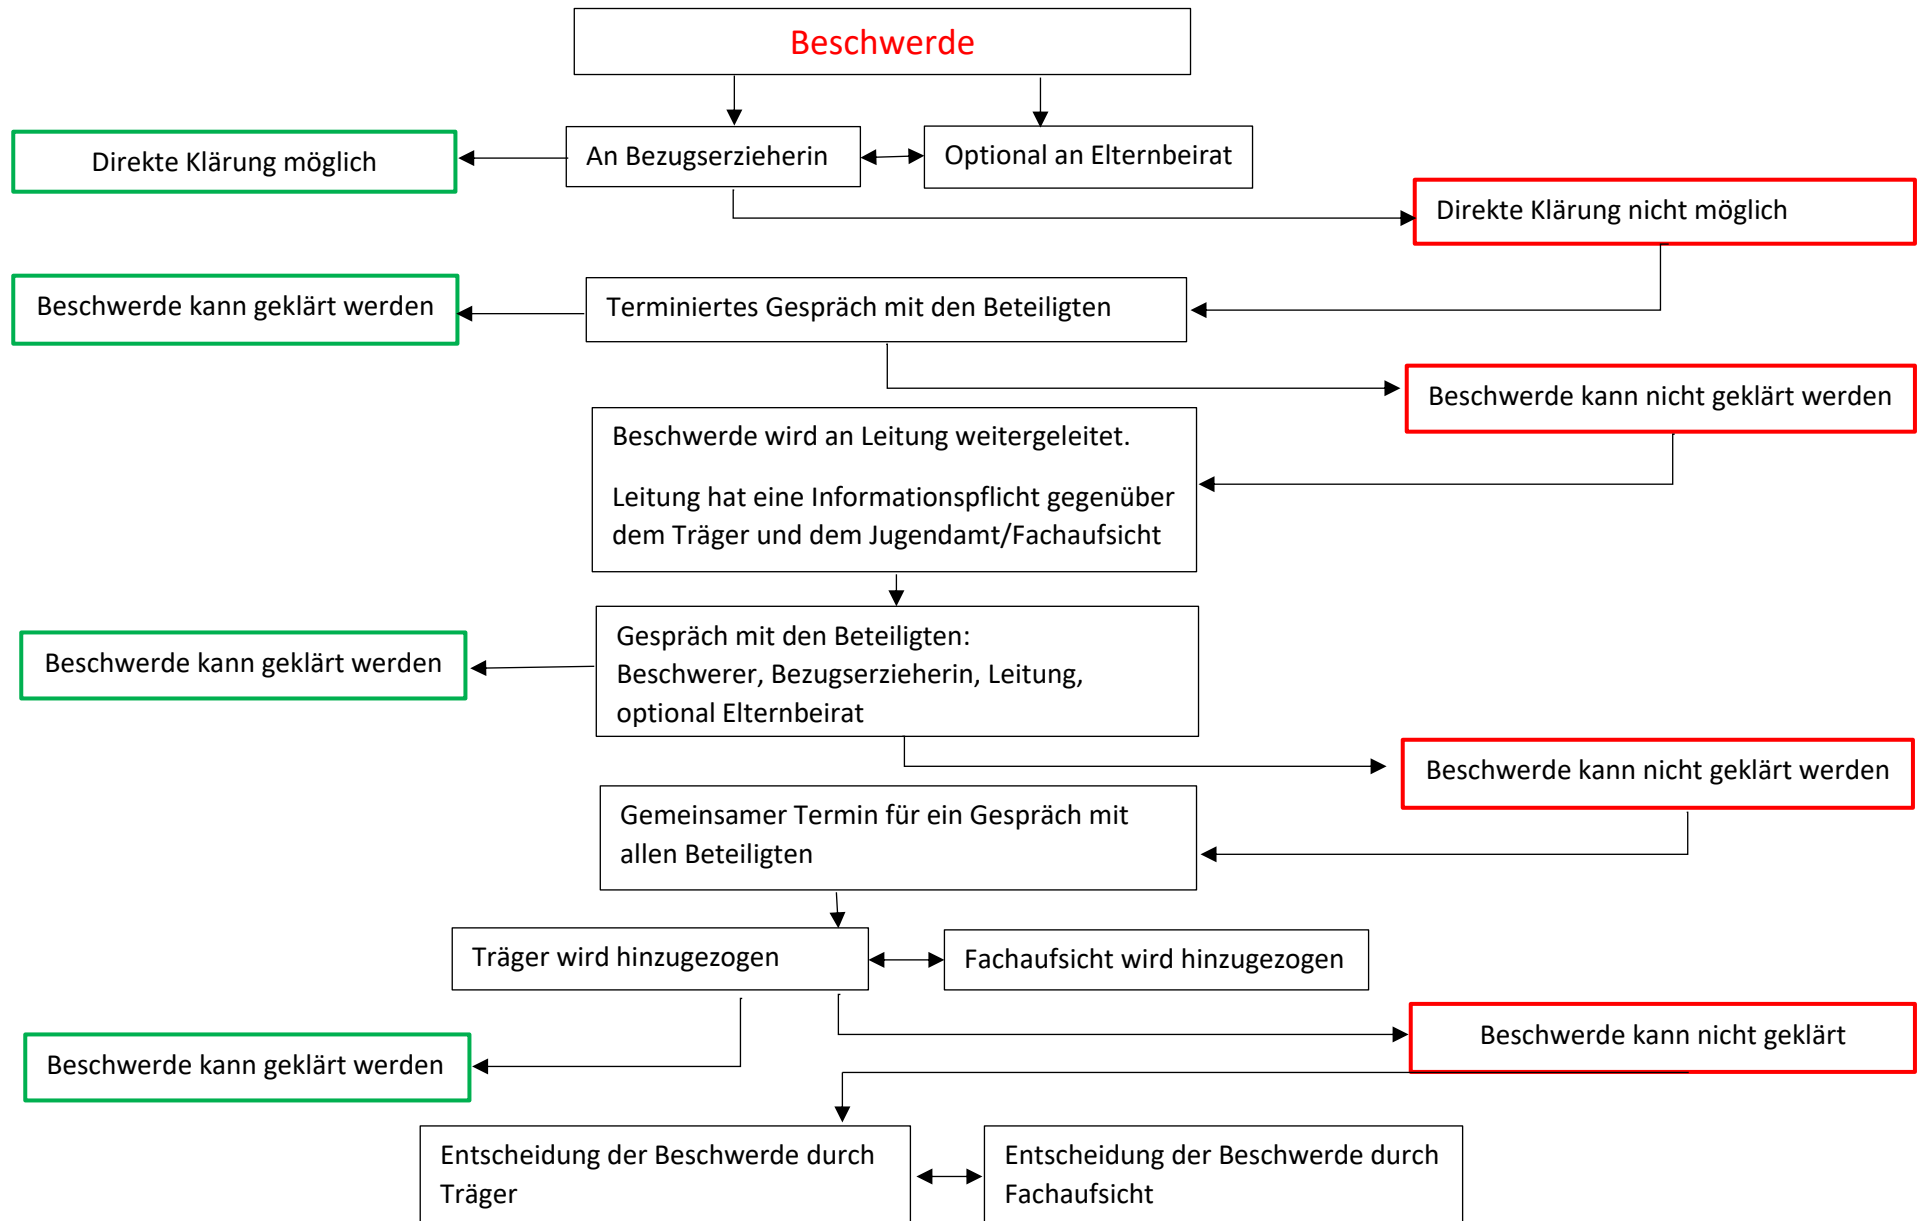 Beschwerde
Direkte Klärung möglich
An Bezugserzieherin
Optional an Elternbeirat
Direkte Klärung nicht möglich
Beschwerde kann geklärt werden
Terminiertes Gespräch mit den Beteiligten
Beschwerde kann nicht geklärt werden
Beschwerde wird an Leitung weitergeleitet.
Leitung hat eine Informationspflicht gegenüber
dem Träger und dem Jugendamt/Fachaufsicht
Beschwerde kann geklärt werden
Gespräch mit den Beteiligten:
Beschwerer, Bezugserzieherin, Leitung,
optional Elternbeirat
Beschwerde kann nicht geklärt werden
Gemeinsamer Termin für ein Gespräch mit
allen Beteiligten
Träger wird hinzugezogen
Fachaufsicht wird hinzugezogen
Beschwerde kann geklärt werden
Beschwerde kann nicht geklärt
Entscheidung der Beschwerde durch
Träger
Entscheidung der Beschwerde durch
Fachaufsicht